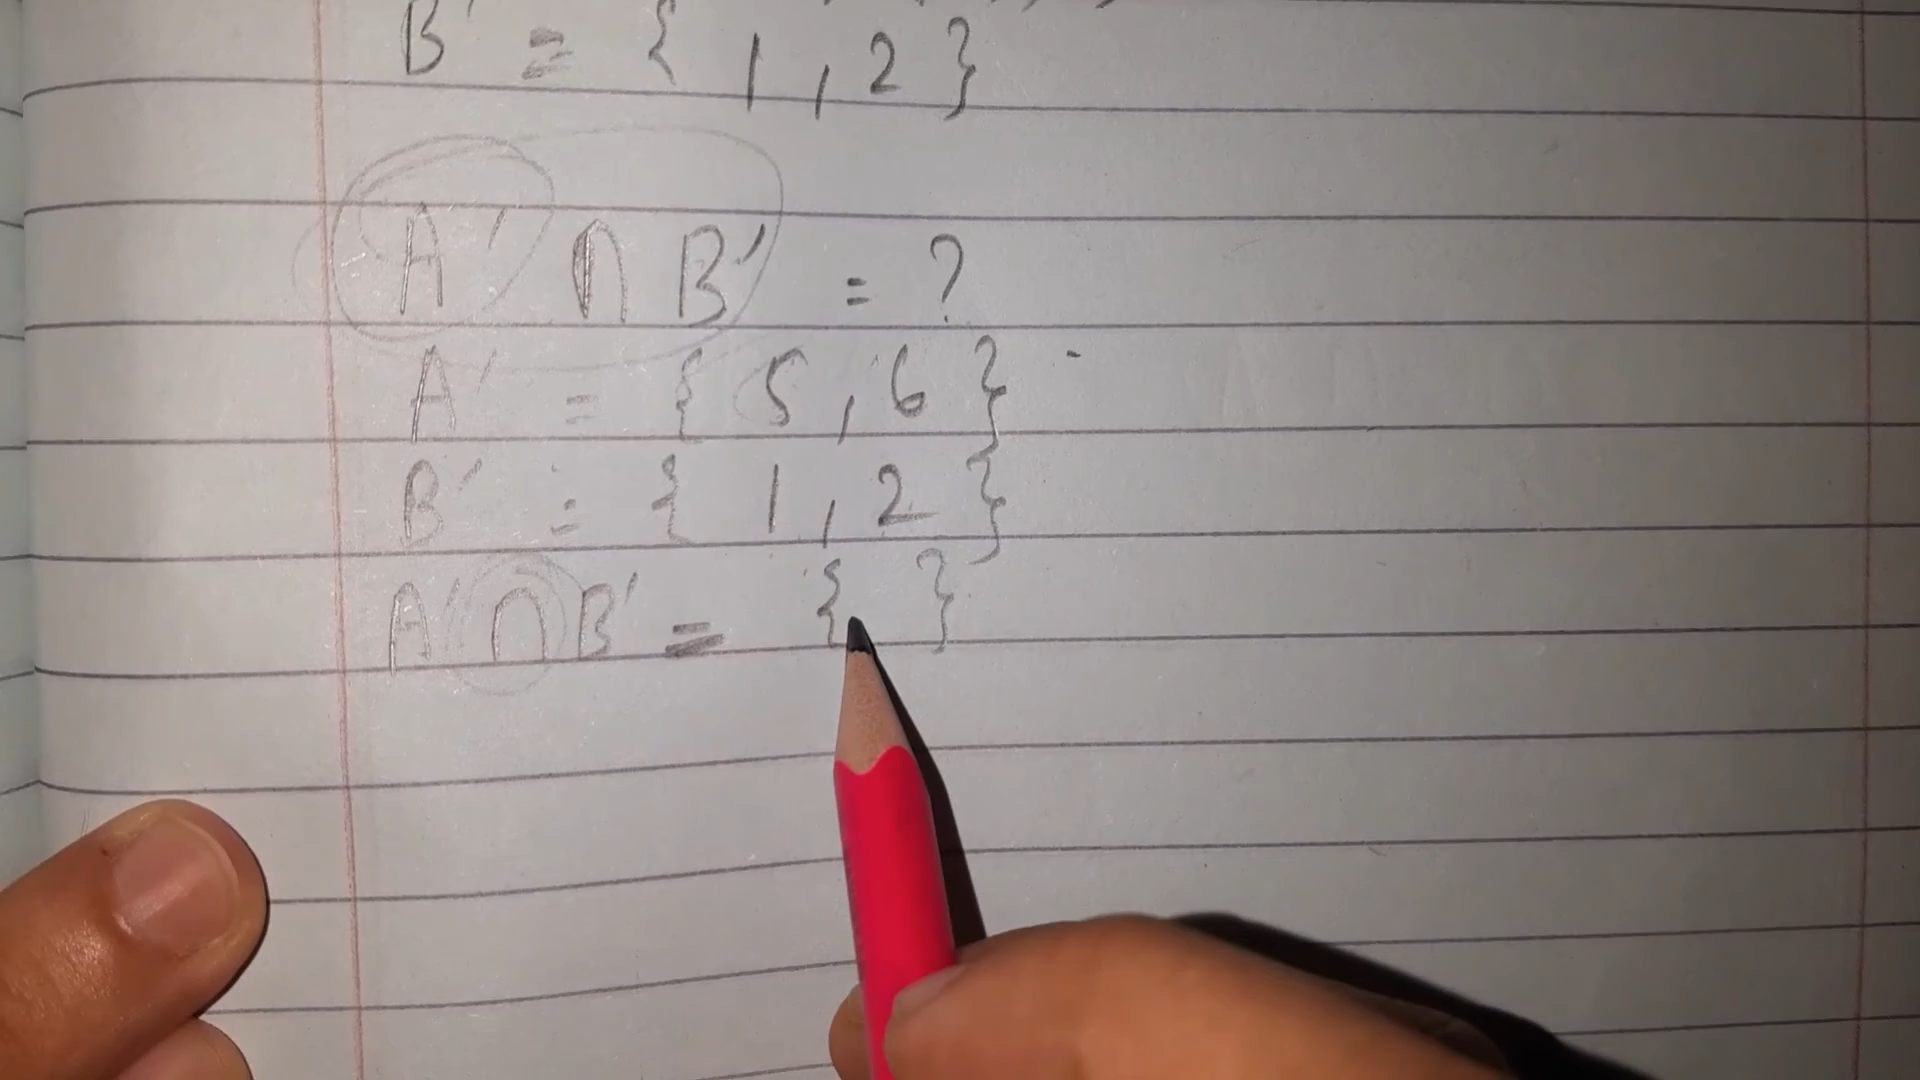 B' = { 1 , 2 }
A' ∩ B' = ?
A' = { 5 , 6 }
B' = { 1 , 2 }
A' ∩ B' = { }